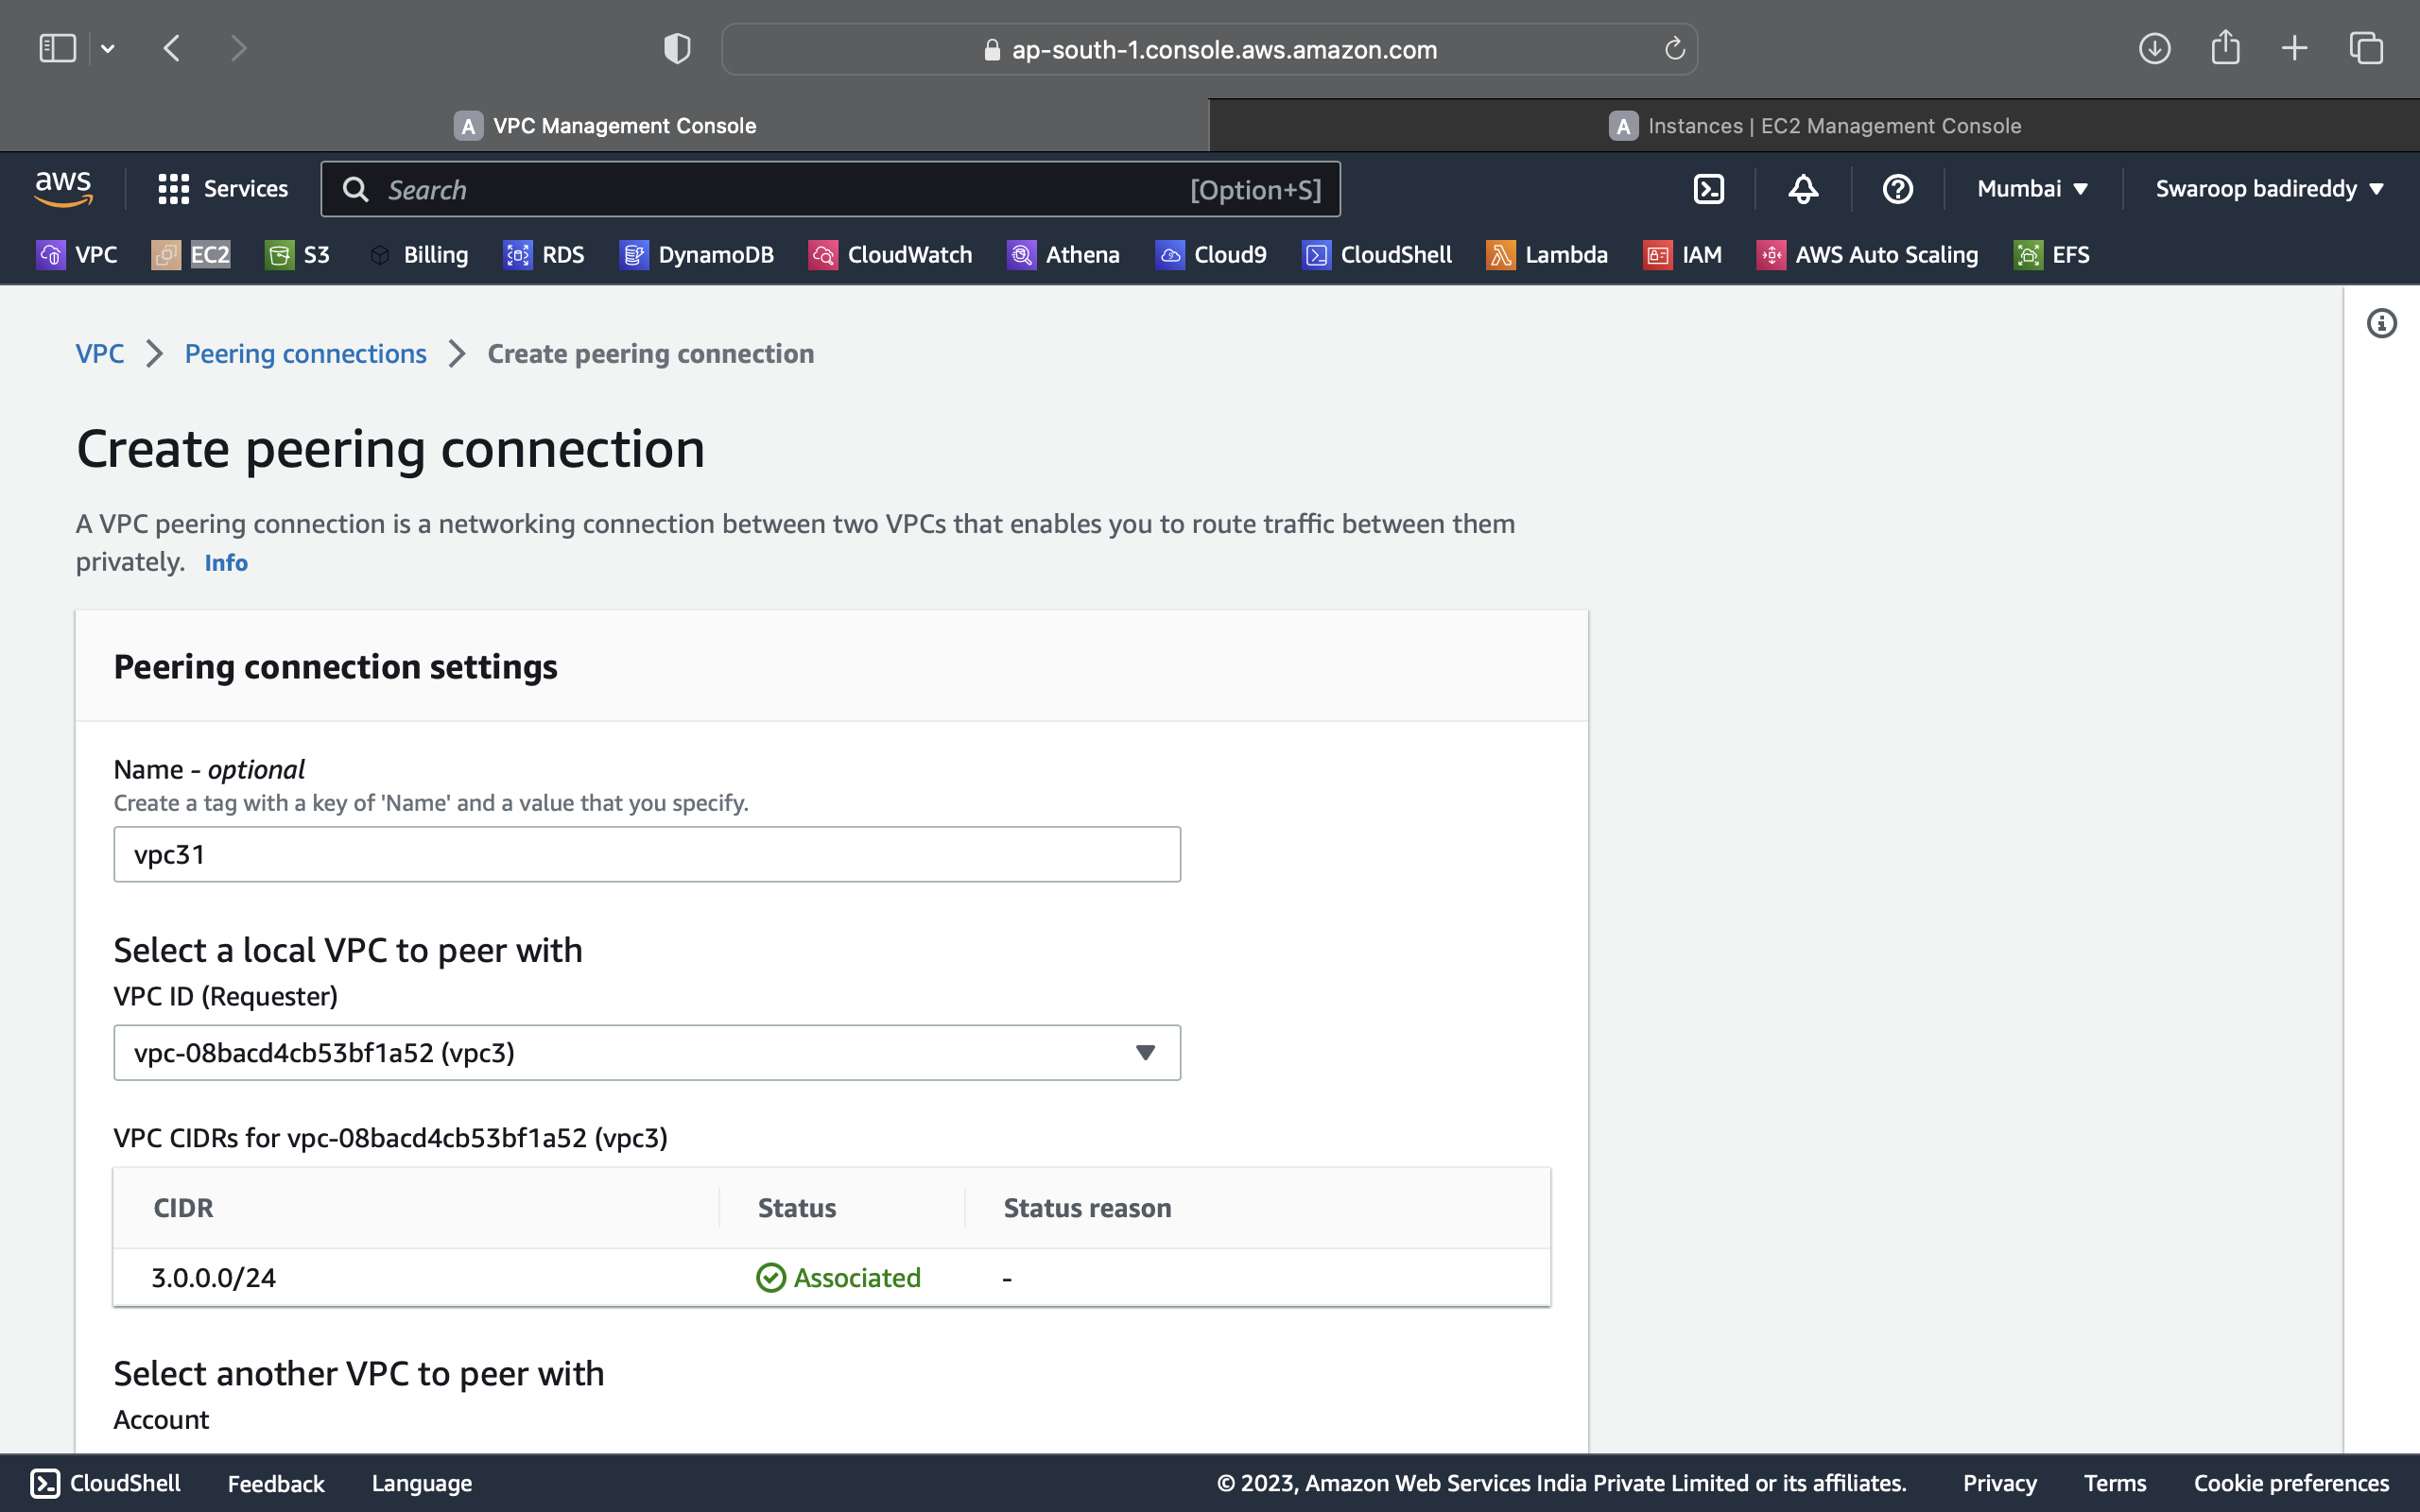 ap-south-1.console.aws.amazon.com
A VPC Management Console
A Instances | EC2 Management Console
aws Services Search [Option+S] Mumbai Swaroop badireddy
VPC EC2 S3 Billing RDS DynamoDB CloudWatch Athena Cloud9 CloudShell Lambda IAM AWS Auto Scaling EFS
VPC > Peering connections > Create peering connection
Create peering connection
A VPC peering connection is a networking connection between two VPCs that enables you to route traffic between them
privately. Info
Peering connection settings
Name - optional
Create a tag with a key of 'Name' and a value that you specify.
vpc31
Select a local VPC to peer with
VPC ID (Requester)
vpc-08bacd4cb53bf1a52 (vpc3)
VPC CIDRs for vpc-08bacd4cb53bf1a52 (vpc3)
CIDR Status Status reason
3.0.0.0/24 Associated -
Select another VPC to peer with
Account
CloudShell Feedback Language © 2023, Amazon Web Services India Private Limited or its affiliates. Privacy Terms Cookie preferences